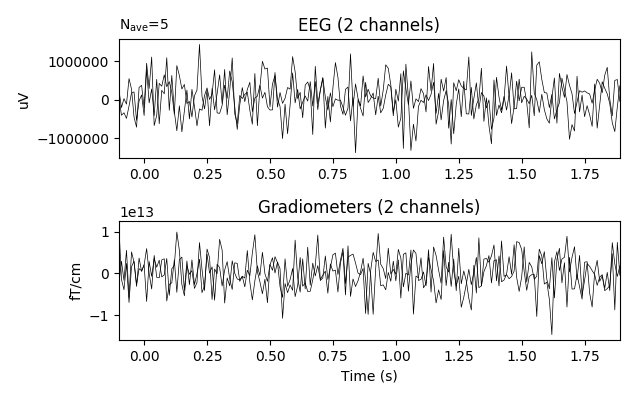 N_ave=5
EEG (2 channels)
1000000
0
−1000000
uV
0.00 0.25 0.50 0.75 1.00 1.25 1.50 1.75
1e13
Gradiometers (2 channels)
1
0
−1
fT/cm
0.00 0.25 0.50 0.75 1.00 1.25 1.50 1.75
Time (s)